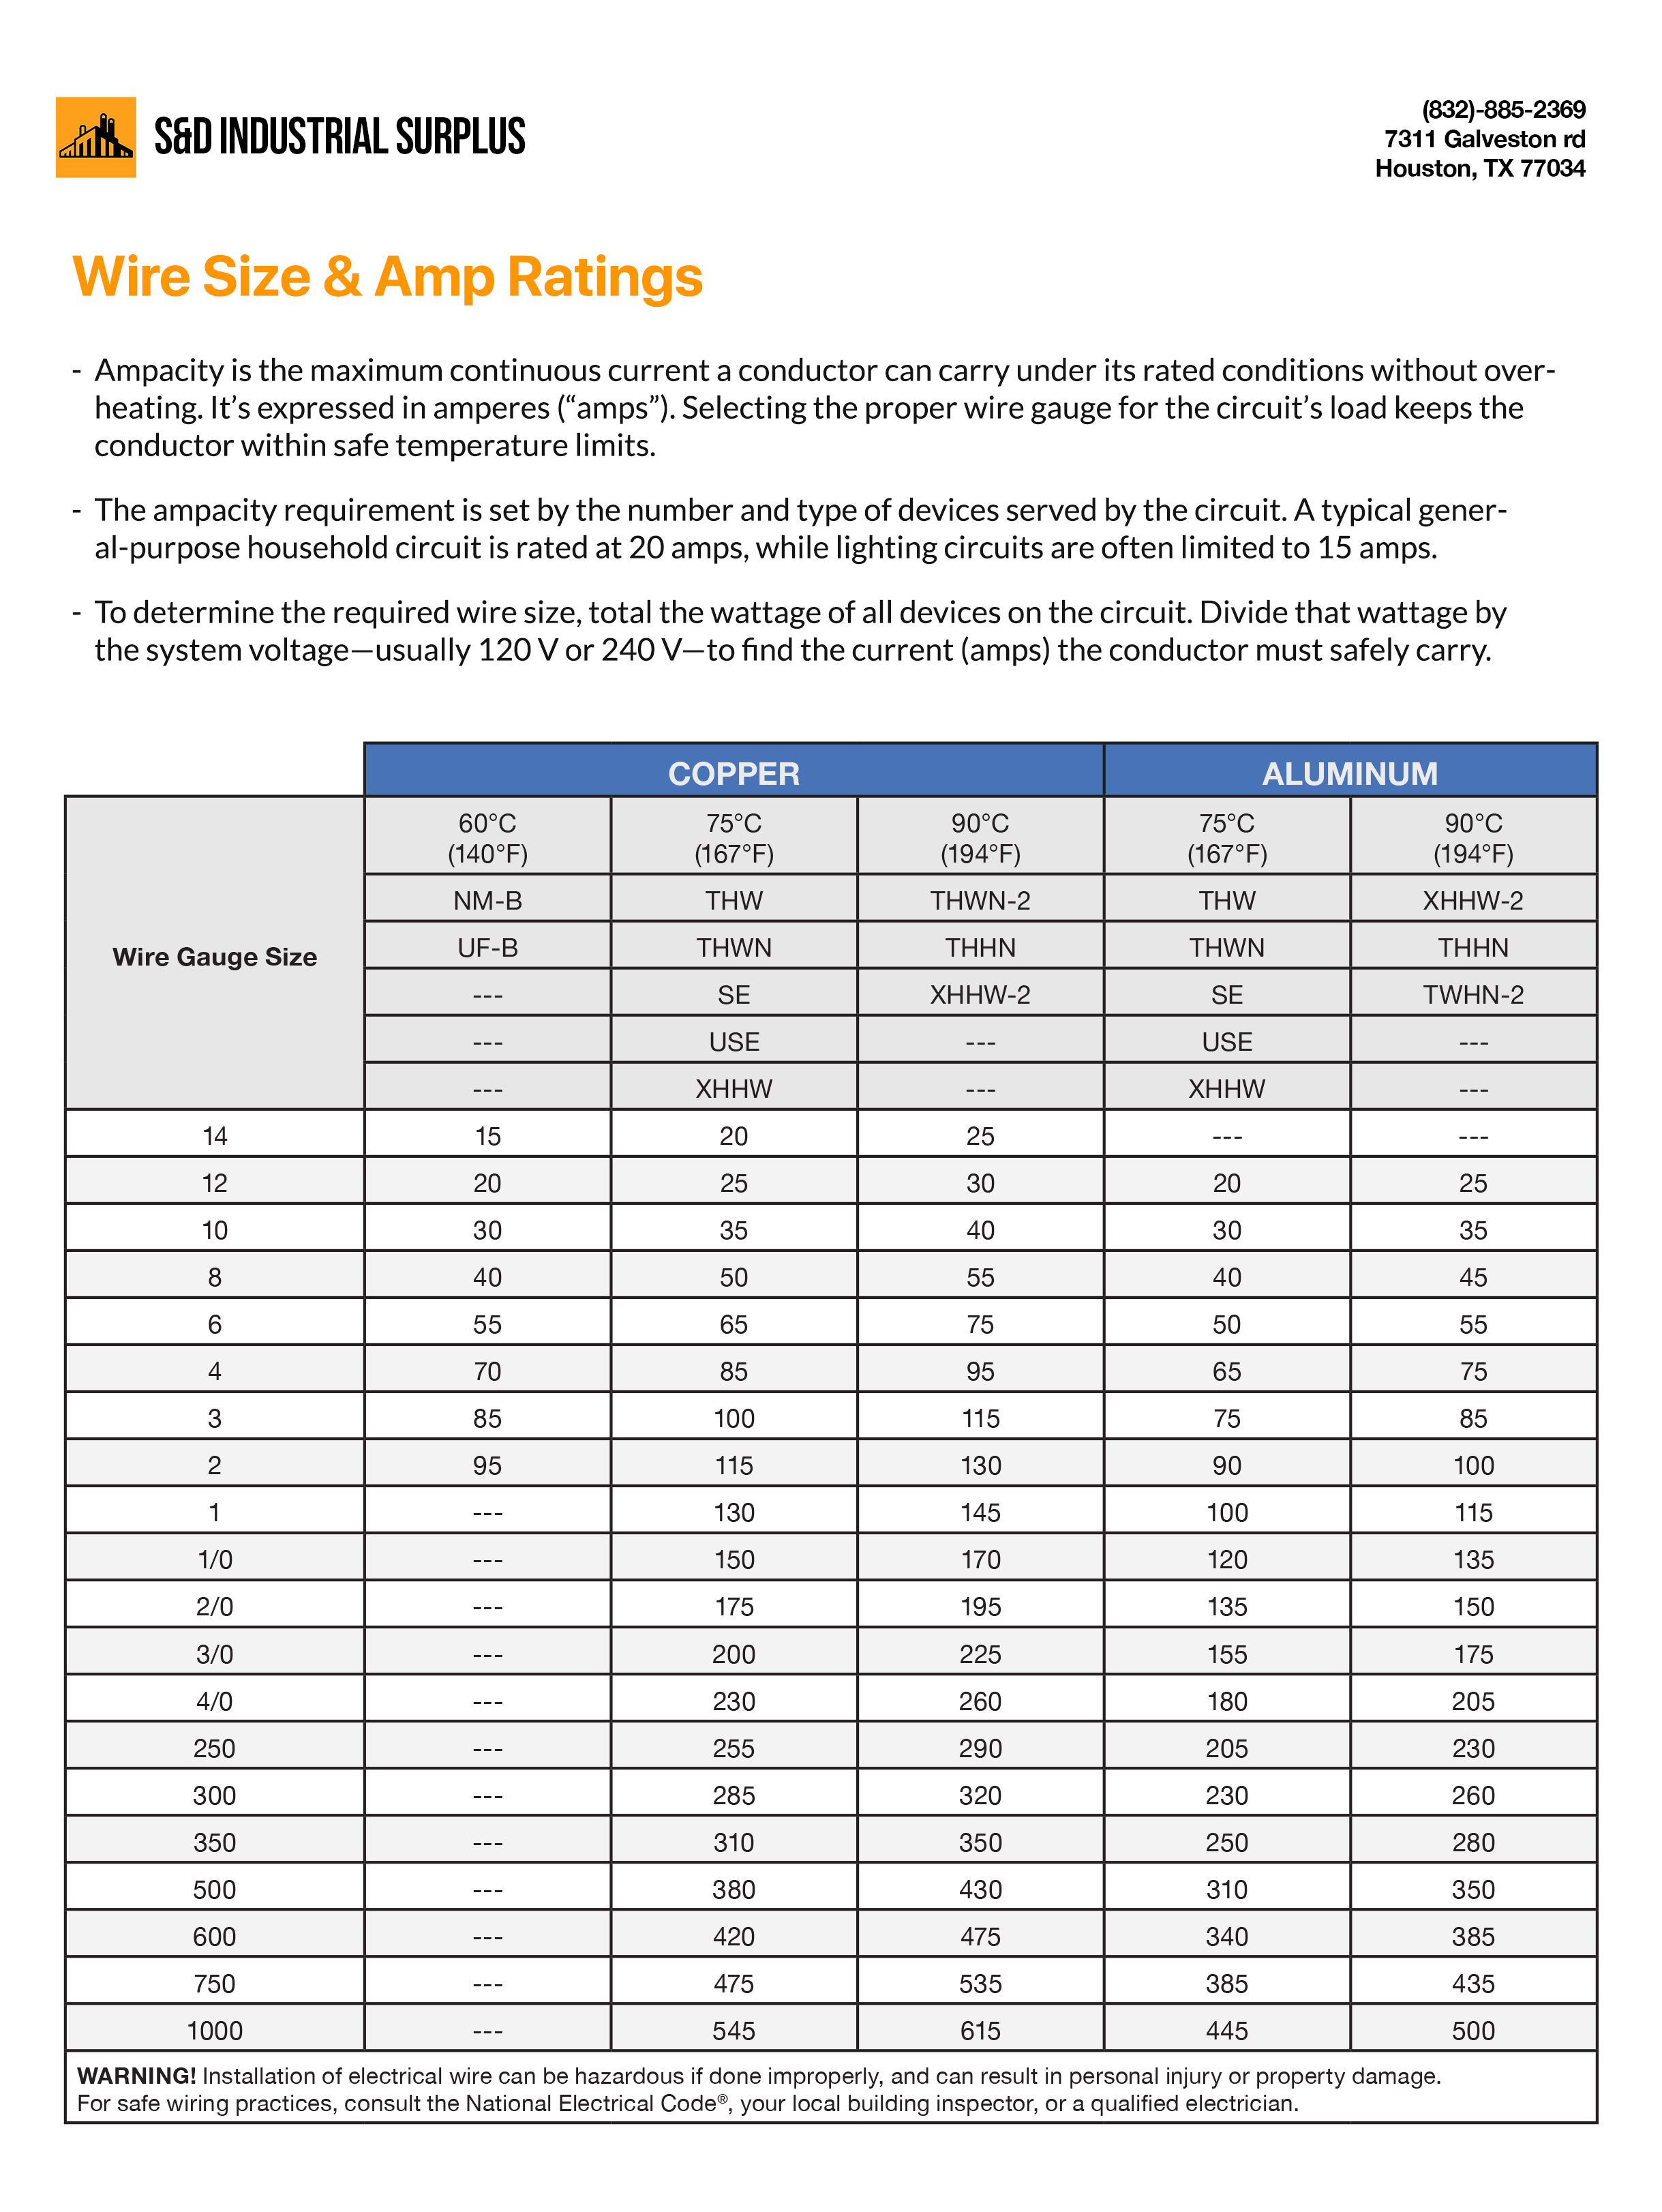 S&D INDUSTRIAL SURPLUS
(832)-885-2369
7311 Galveston rd
Houston, TX 77034
Wire Size & Amp Ratings
- Ampacity is the maximum continuous current a conductor can carry under its rated conditions without over-
heating. It’s expressed in amperes (“amps”). Selecting the proper wire gauge for the circuit’s load keeps the
conductor within safe temperature limits.
- The ampacity requirement is set by the number and type of devices served by the circuit. A typical gener-
al-purpose household circuit is rated at 20 amps, while lighting circuits are often limited to 15 amps.
- To determine the required wire size, total the wattage of all devices on the circuit. Divide that wattage by
the system voltage—usually 120 V or 240 V—to find the current (amps) the conductor must safely carry.
COPPER ALUMINUM
Wire Gauge Size
60°C 75°C 90°C 75°C 90°C
(140°F) (167°F) (194°F) (167°F) (194°F)
NM-B THW THWN-2 THW XHHW-2
UF-B THWN THHN THWN THHN
--- SE XHHW-2 SE TWHN-2
--- USE --- USE ---
--- XHHW --- XHHW ---
14 15 20 25 --- ---
12 20 25 30 20 25
10 30 35 40 30 35
8 40 50 55 40 45
6 55 65 75 50 55
4 70 85 95 65 75
3 85 100 115 75 85
2 95 115 130 90 100
1 --- 130 145 100 115
1/0 --- 150 170 120 135
2/0 --- 175 195 135 150
3/0 --- 200 225 155 175
4/0 --- 230 260 180 205
250 --- 255 290 205 230
300 --- 285 320 230 260
350 --- 310 350 250 280
500 --- 380 430 310 350
600 --- 420 475 340 385
750 --- 475 535 385 435
1000 --- 545 615 445 500
WARNING! Installation of electrical wire can be hazardous if done improperly, and can result in personal injury or property damage.
For safe wiring practices, consult the National Electrical Code®, your local building inspector, or a qualified electrician.